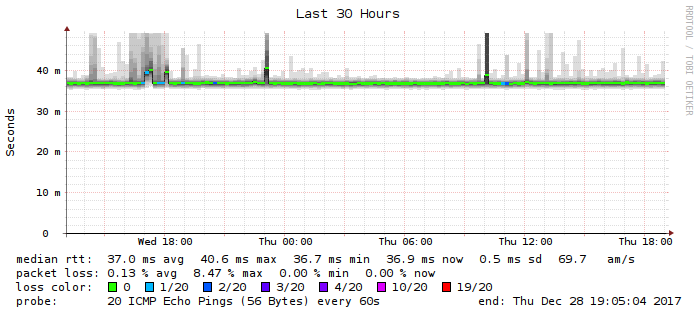 Last 30 Hours
RRDTOOL / TOBI OETIKER
Seconds
40 m
30 m
20 m
10 m
0
Wed 18:00 Thu 00:00 Thu 06:00 Thu 12:00 Thu 18:00
median rtt: 37.0 ms avg 40.6 ms max 36.7 ms min 36.9 ms now 0.5 ms sd 69.7 am/s
packet loss: 0.13 % avg 8.47 % max 0.00 % min 0.00 % now
loss color: 0 1/20 2/20 3/20 4/20 10/20 19/20
probe: 20 ICMP Echo Pings (56 Bytes) every 60s end: Thu Dec 28 19:05:04 2017